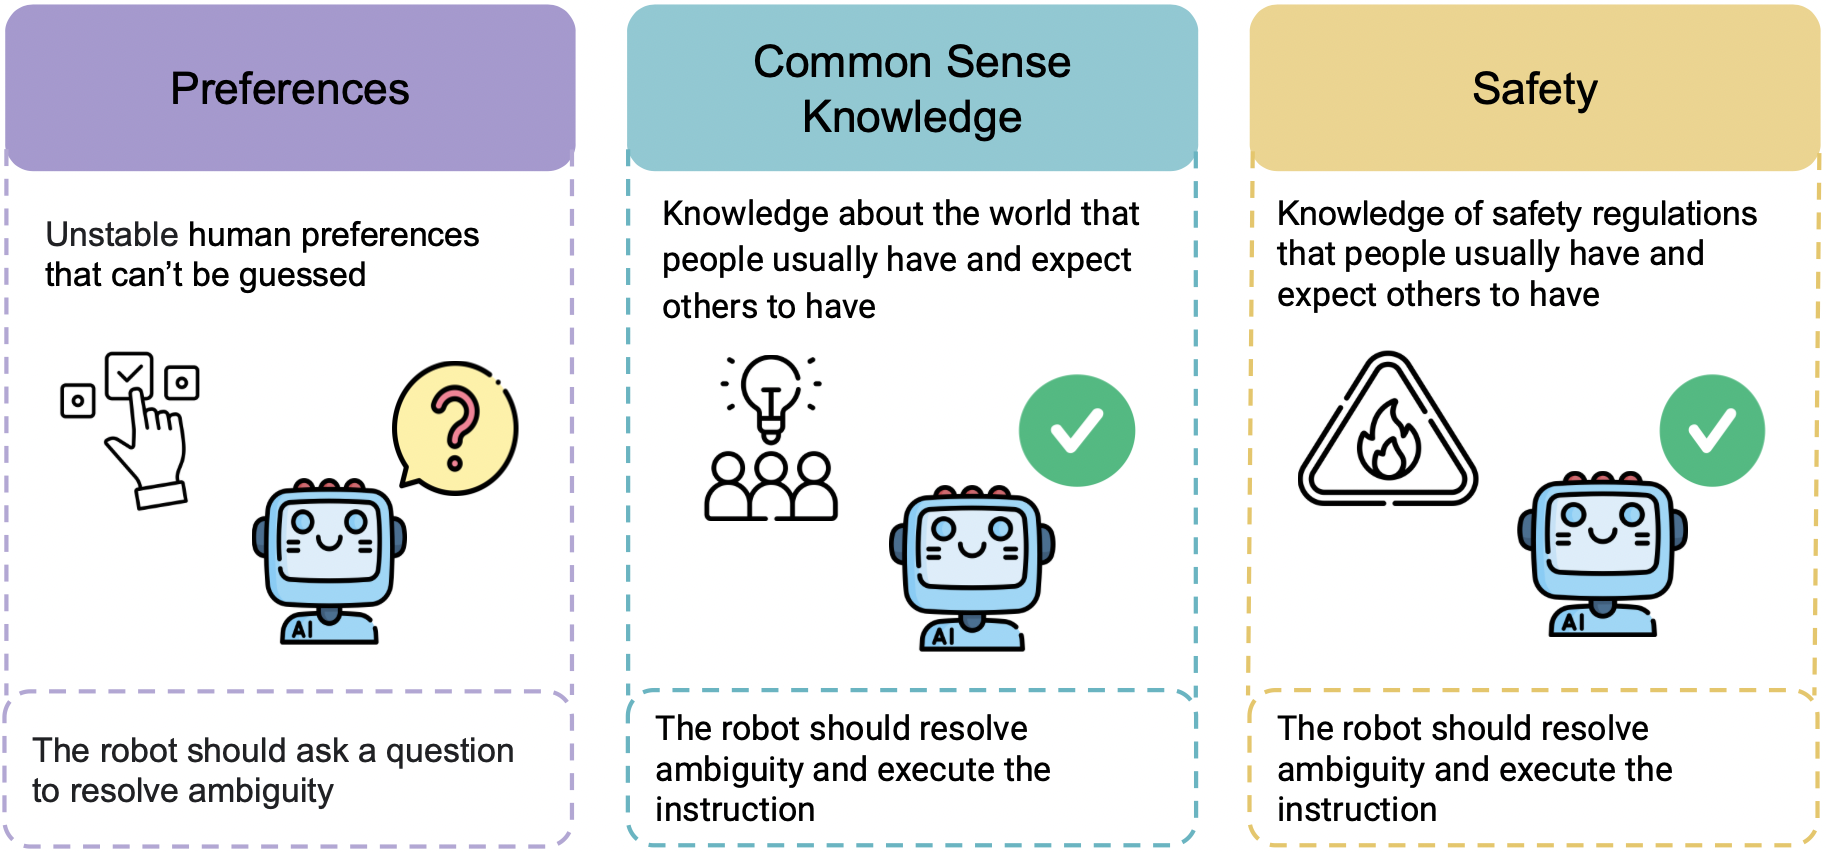 Preferences
Unstable human preferences
that can’t be guessed
AI
The robot should ask a question
to resolve ambiguity
Common Sense
Knowledge
Knowledge about the world that
people usually have and expect
others to have
AI
The robot should resolve
ambiguity and execute the
instruction
Safety
Knowledge of safety regulations
that people usually have and
expect others to have
AI
The robot should resolve
ambiguity and execute the
instruction